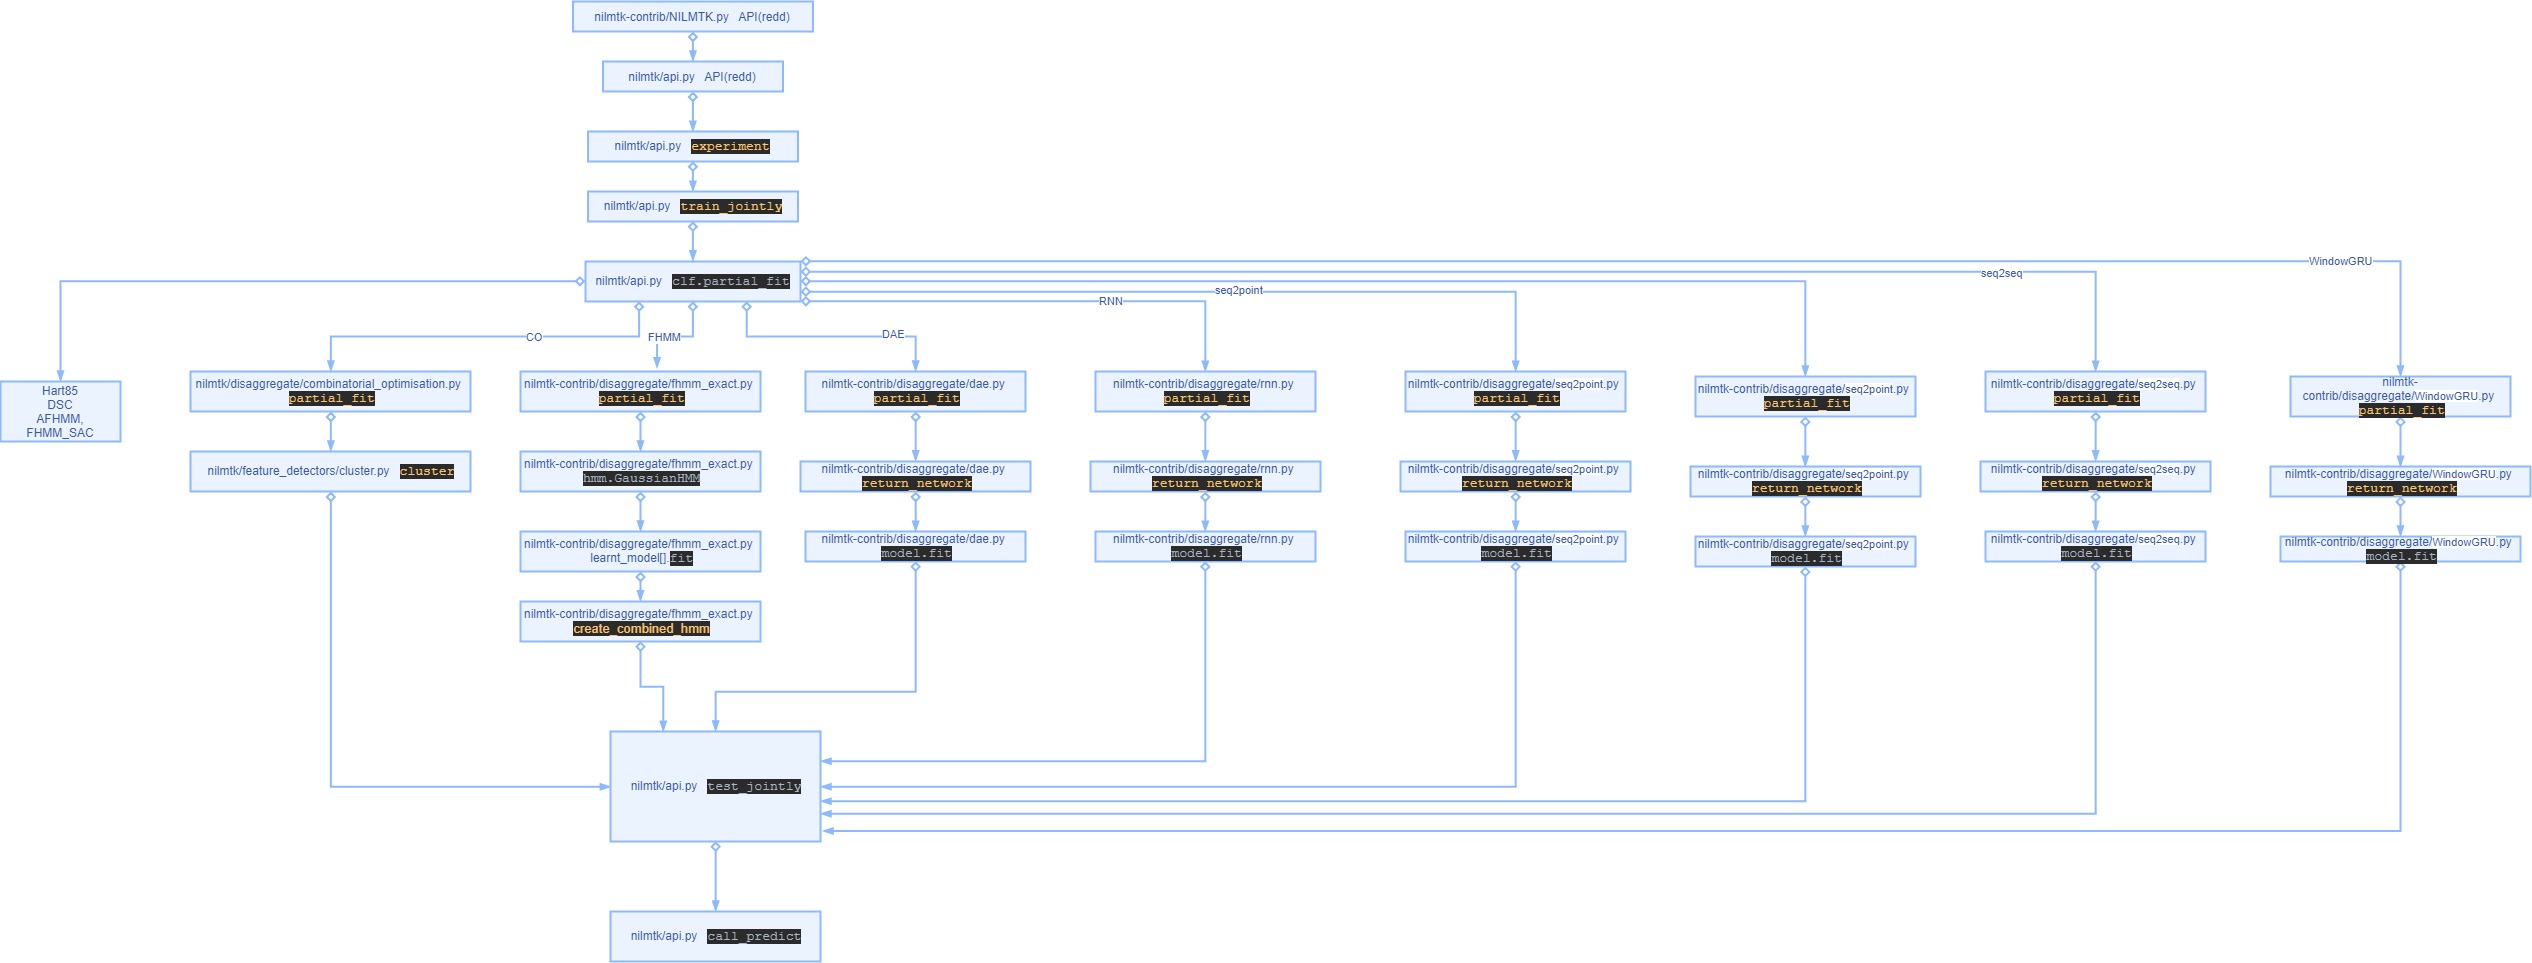 nilmtk-contrib/NILMTK.py API(redd)
nilmtk/api.py API(redd)
nilmtk/api.py experiment
nilmtk/api.py train_jointly
nilmtk/api.py clf.partial_fit
WindowGRU
seq2seq
seq2point
RNN
CO
FHMM
DAE
Hart85
DSC
AFHMM,
FHMM_SAC
nilmtk/disaggregate/combinatorial_optimisation.py
partial_fit
nilmtk-contrib/disaggregate/fhmm_exact.py
partial_fit
nilmtk-contrib/disaggregate/dae.py
partial_fit
nilmtk-contrib/disaggregate/rnn.py
partial_fit
nilmtk-contrib/disaggregate/seq2point.py
partial_fit
nilmtk-contrib/disaggregate/seq2point.py
partial_fit
nilmtk-contrib/disaggregate/seq2seq.py
partial_fit
nilmtk-
contrib/disaggregate/WindowGRU.py
partial_fit
nilmtk/feature_detectors/cluster.py cluster
nilmtk-contrib/disaggregate/fhmm_exact.py
hmm.GaussianHMM
nilmtk-contrib/disaggregate/dae.py
return_network
nilmtk-contrib/disaggregate/rnn.py
return_network
nilmtk-contrib/disaggregate/seq2point.py
return_network
nilmtk-contrib/disaggregate/seq2point.py
return_network
nilmtk-contrib/disaggregate/seq2seq.py
return_network
nilmtk-contrib/disaggregate/WindowGRU.py
return_network
nilmtk-contrib/disaggregate/fhmm_exact.py
learnt_model[].fit
nilmtk-contrib/disaggregate/dae.py
model.fit
nilmtk-contrib/disaggregate/rnn.py
model.fit
nilmtk-contrib/disaggregate/seq2point.py
model.fit
nilmtk-contrib/disaggregate/seq2point.py
model.fit
nilmtk-contrib/disaggregate/seq2seq.py
model.fit
nilmtk-contrib/disaggregate/WindowGRU.py
model.fit
nilmtk-contrib/disaggregate/fhmm_exact.py
create_combined_hmm
nilmtk/api.py test_jointly
nilmtk/api.py call_predict